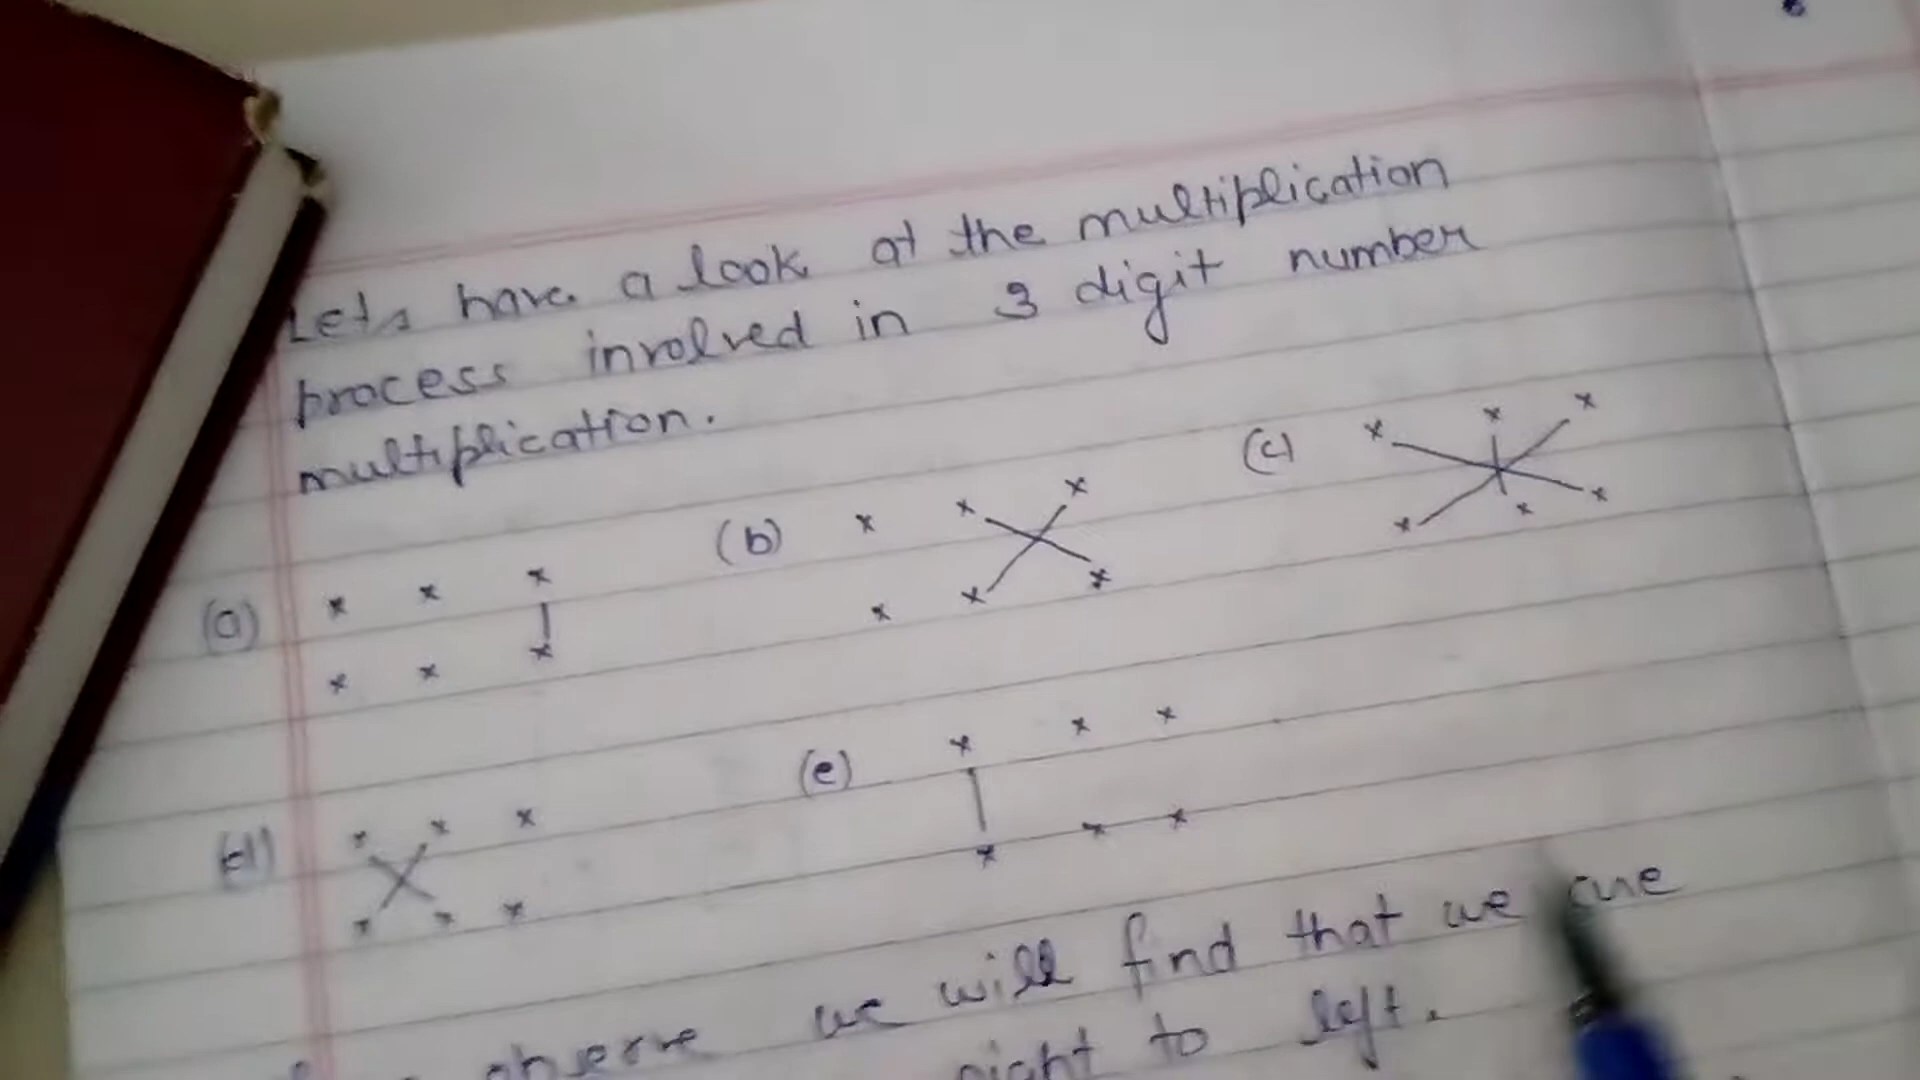 Lets have a look at the multiplication
process involved in 3 digit number
multiplication.
(a) x x x
x x x
(b) x x x
x x x
(c) x x x
x x x
(d) x x x
x x x
(e) x x x
x x x
observe we will find that we are
right to left.